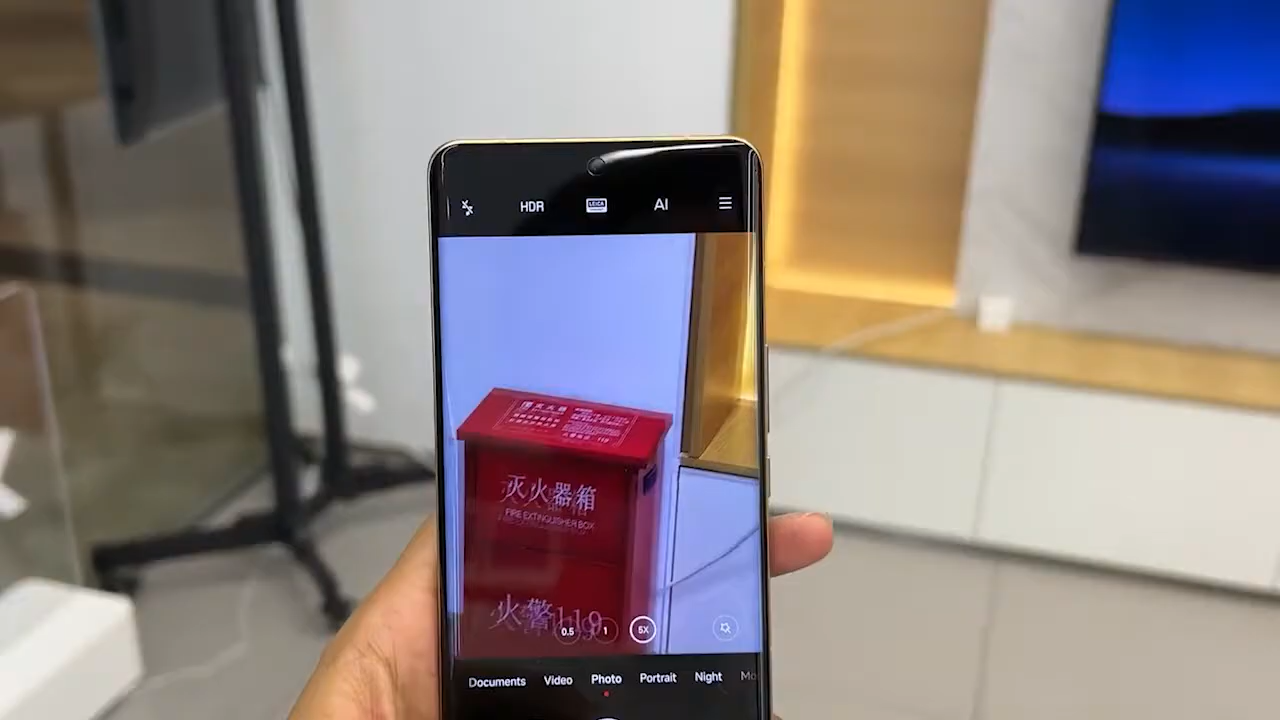 HDR
LEICA
AI
灭火器箱
FIRE EXTINGUISHER BOX
火警119
0.5 1 5X
Documents Video Photo Portrait Night Mo